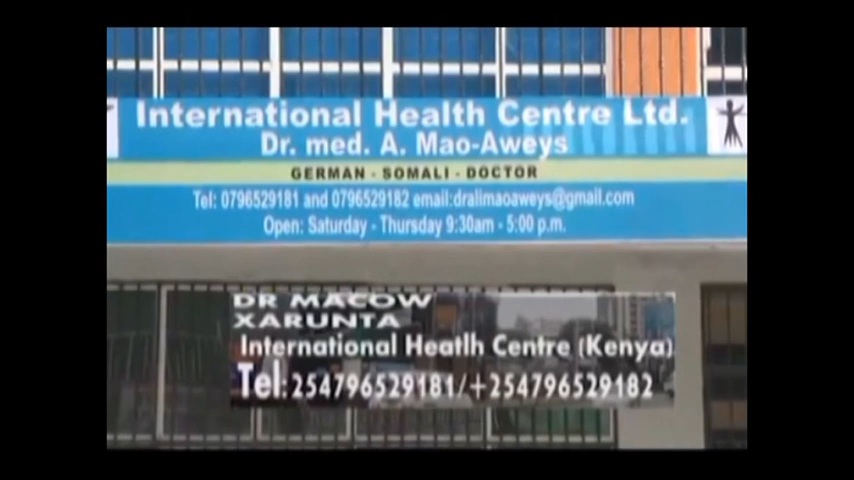 International Health Centre Ltd.
Dr. med. A. Mao-Aweys
GERMAN - SOMALI - DOCTOR
Tel: 0796529181 and 0796529182 email:dralimaoaweys@gmail.com
Open: Saturday - Thursday 9:30am - 5:00 p.m.
DR MACOW
XARUNTA
International Heatlh Centre (Kenya)
Tel:254796529181/+254796529182